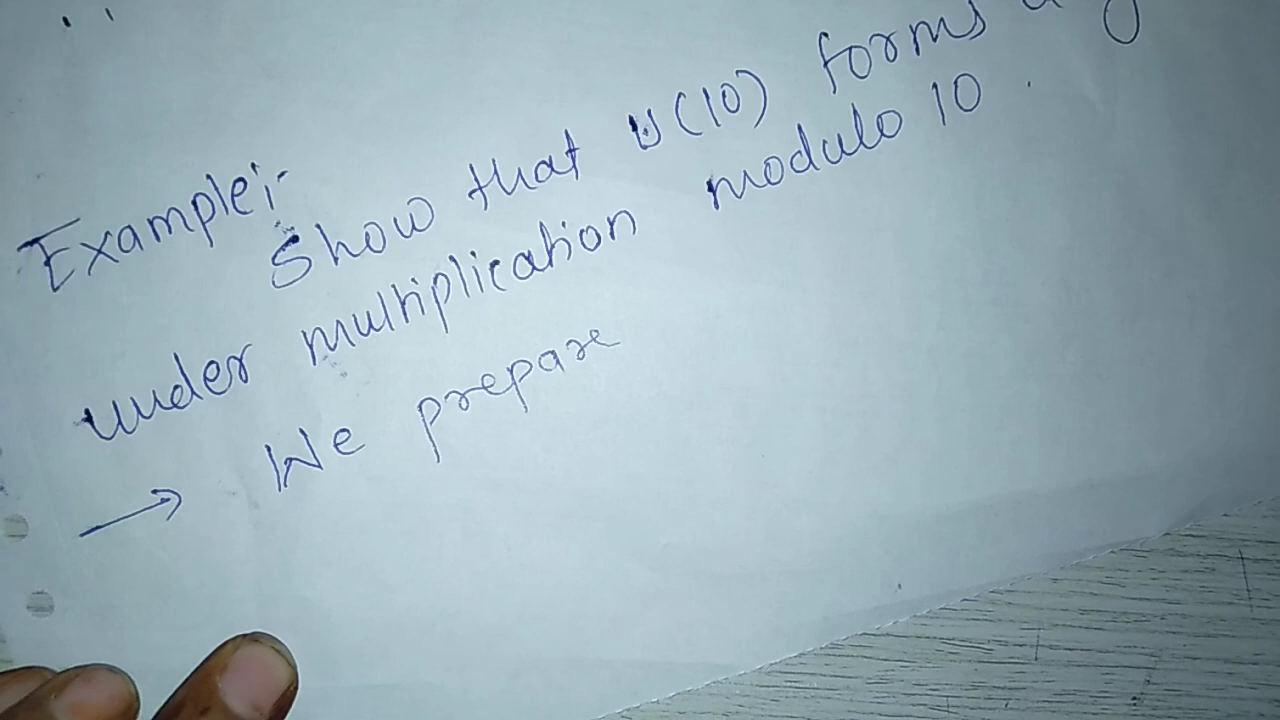 Example:-
Show that U(10) forms a
under multiplication modulo 10.
→ We prepare